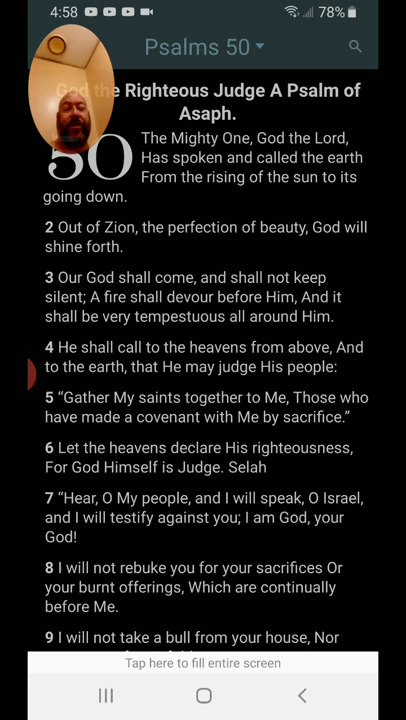 4:58
78%
Psalms 50
God the Righteous Judge A Psalm of
Asaph.
50 The Mighty One, God the Lord,
Has spoken and called the earth
From the rising of the sun to its
going down.
2 Out of Zion, the perfection of beauty, God will
shine forth.
3 Our God shall come, and shall not keep
silent; A fire shall devour before Him, And it
shall be very tempestuous all around Him.
4 He shall call to the heavens from above, And
to the earth, that He may judge His people:
5 “Gather My saints together to Me, Those who
have made a covenant with Me by sacrifice.”
6 Let the heavens declare His righteousness,
For God Himself is Judge. Selah
7 “Hear, O My people, and I will speak, O Israel,
and I will testify against you; I am God, your
God!
8 I will not rebuke you for your sacrifices Or
your burnt offerings, Which are continually
before Me.
9 I will not take a bull from your house, Nor
Tap here to fill entire screen